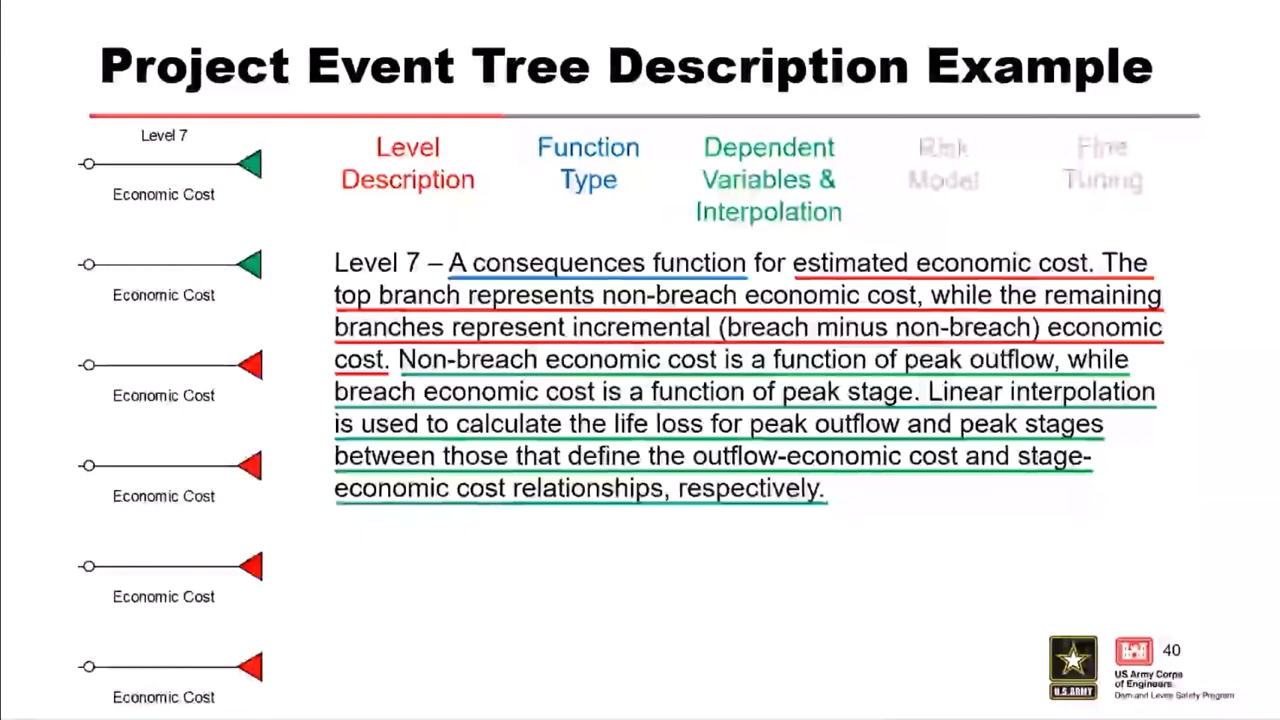 Project Event Tree Description Example
Level 7
Economic Cost
Economic Cost
Economic Cost
Economic Cost
Economic Cost
Economic Cost
Level
Description
Function
Type
Dependent
Variables &
Interpolation
Risk
Model
Fine
Tuning
Level 7 – A consequences function for estimated economic cost. The
top branch represents non-breach economic cost, while the remaining
branches represent incremental (breach minus non-breach) economic
cost. Non-breach economic cost is a function of peak outflow, while
breach economic cost is a function of peak stage. Linear interpolation
is used to calculate the life loss for peak outflow and peak stages
between those that define the outflow-economic cost and stage-
economic cost relationships, respectively.
U.S. ARMY
40
US Army Corps
of Engineers
Dam and Levee Safety Program